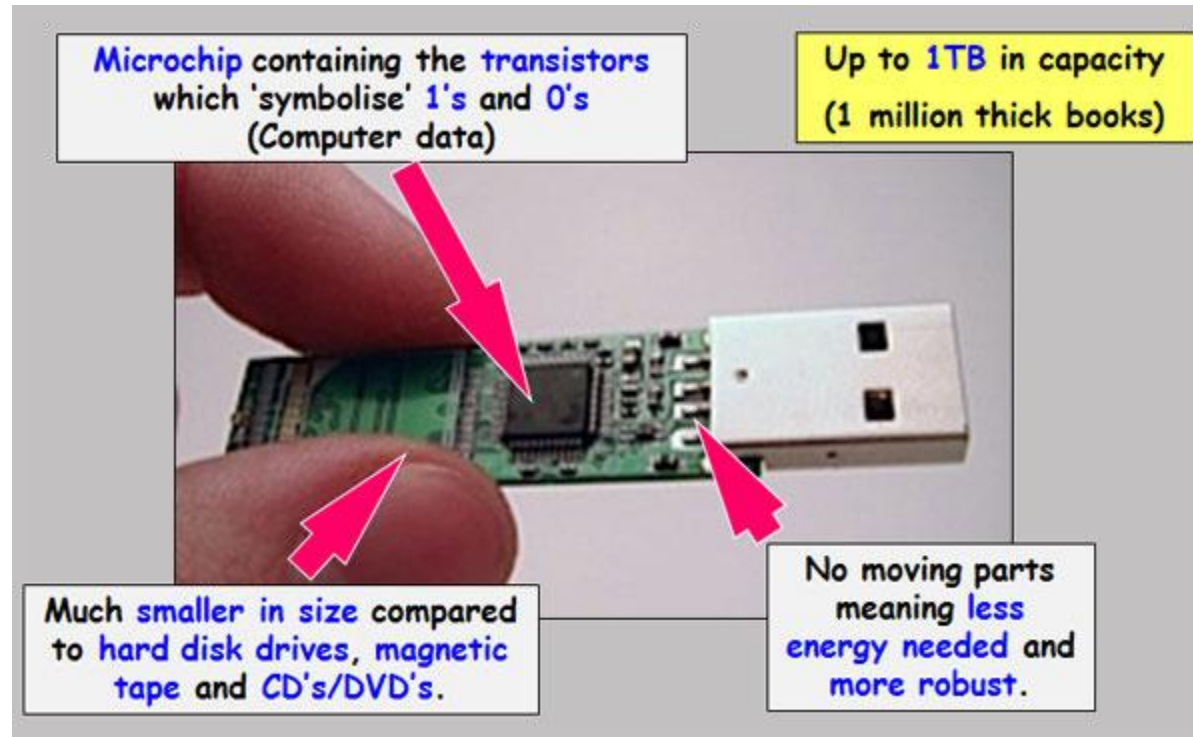 Microchip containing the transistors
which ‘symbolise’ 1’s and 0’s
(Computer data)
Up to 1TB in capacity
(1 million thick books)
Much smaller in size compared
to hard disk drives, magnetic
tape and CD’s/DVD’s.
No moving parts
meaning less
energy needed and
more robust.